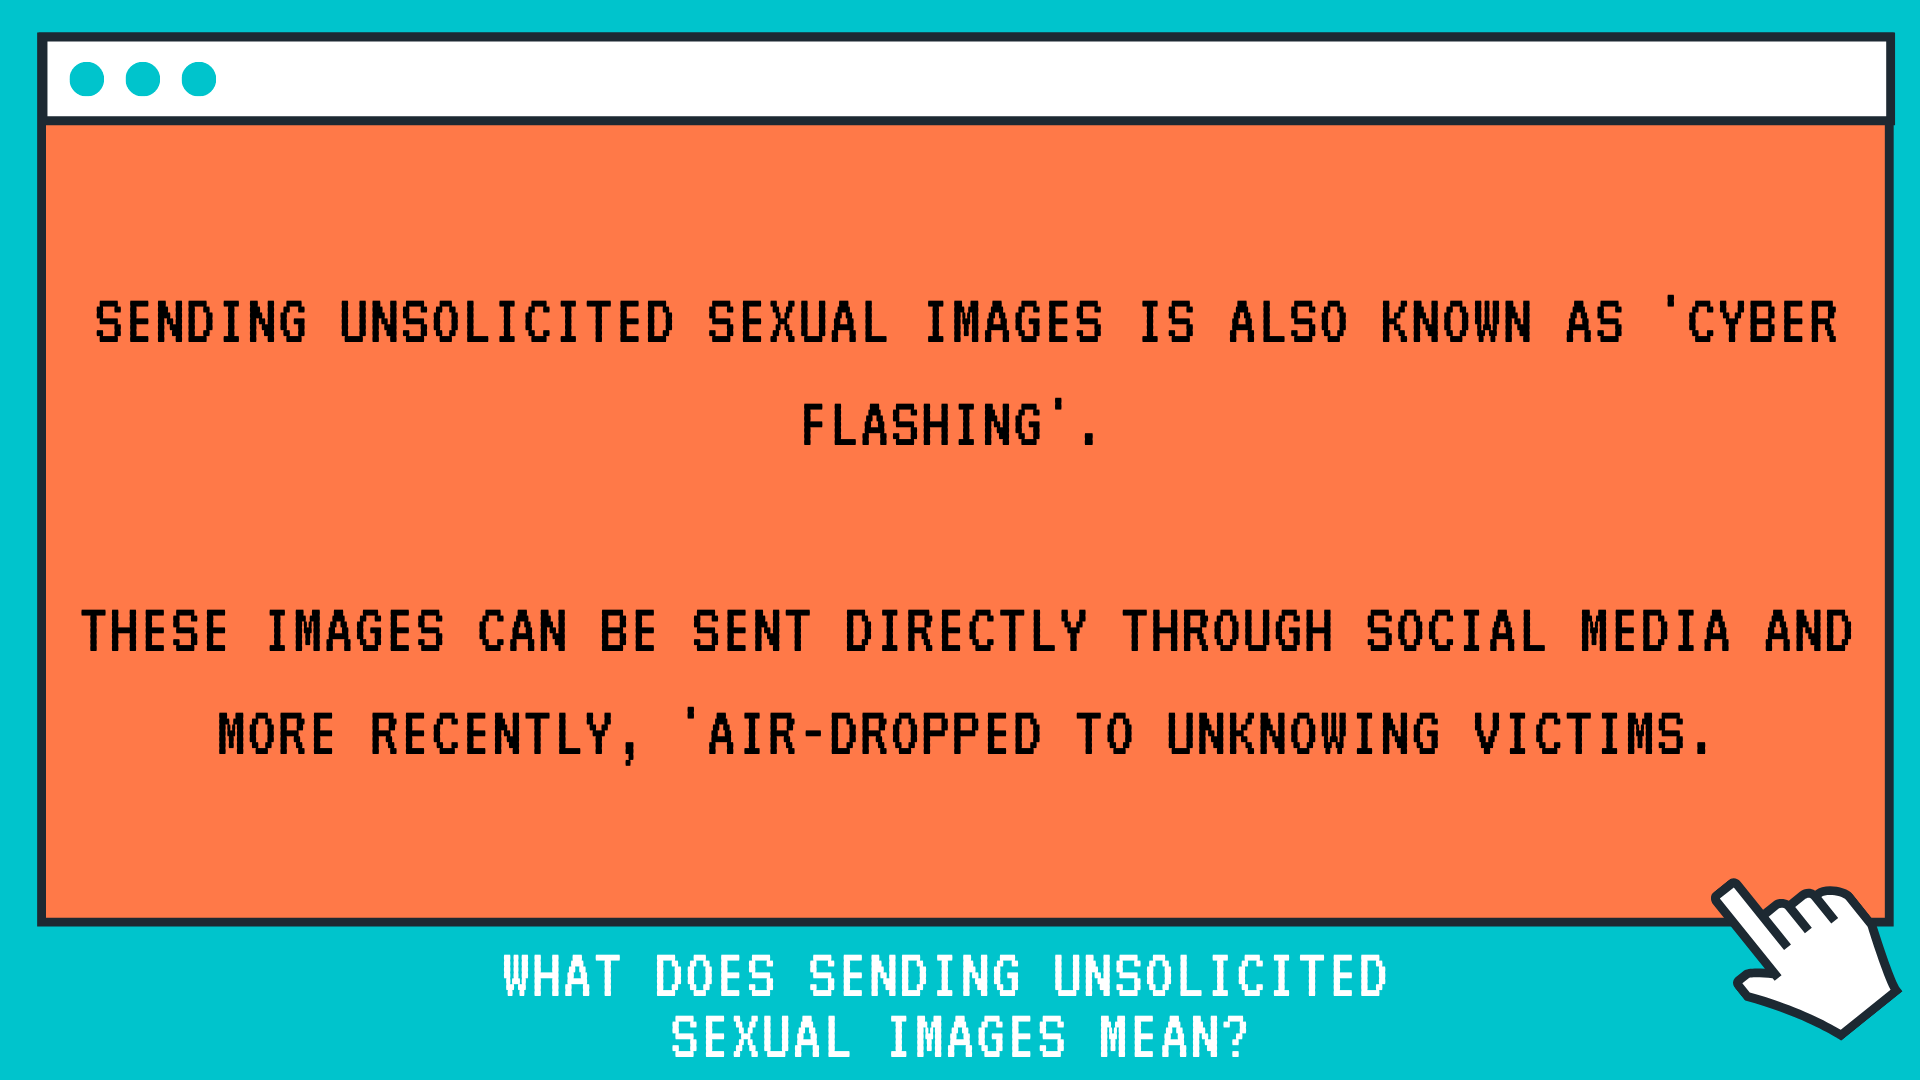 SENDING UNSOLICITED SEXUAL IMAGES IS ALSO KNOWN AS 'CYBER
FLASHING'.
THESE IMAGES CAN BE SENT DIRECTLY THROUGH SOCIAL MEDIA AND
MORE RECENTLY, 'AIR-DROPPED TO UNKNOWING VICTIMS.
WHAT DOES SENDING UNSOLICITED
SEXUAL IMAGES MEAN?